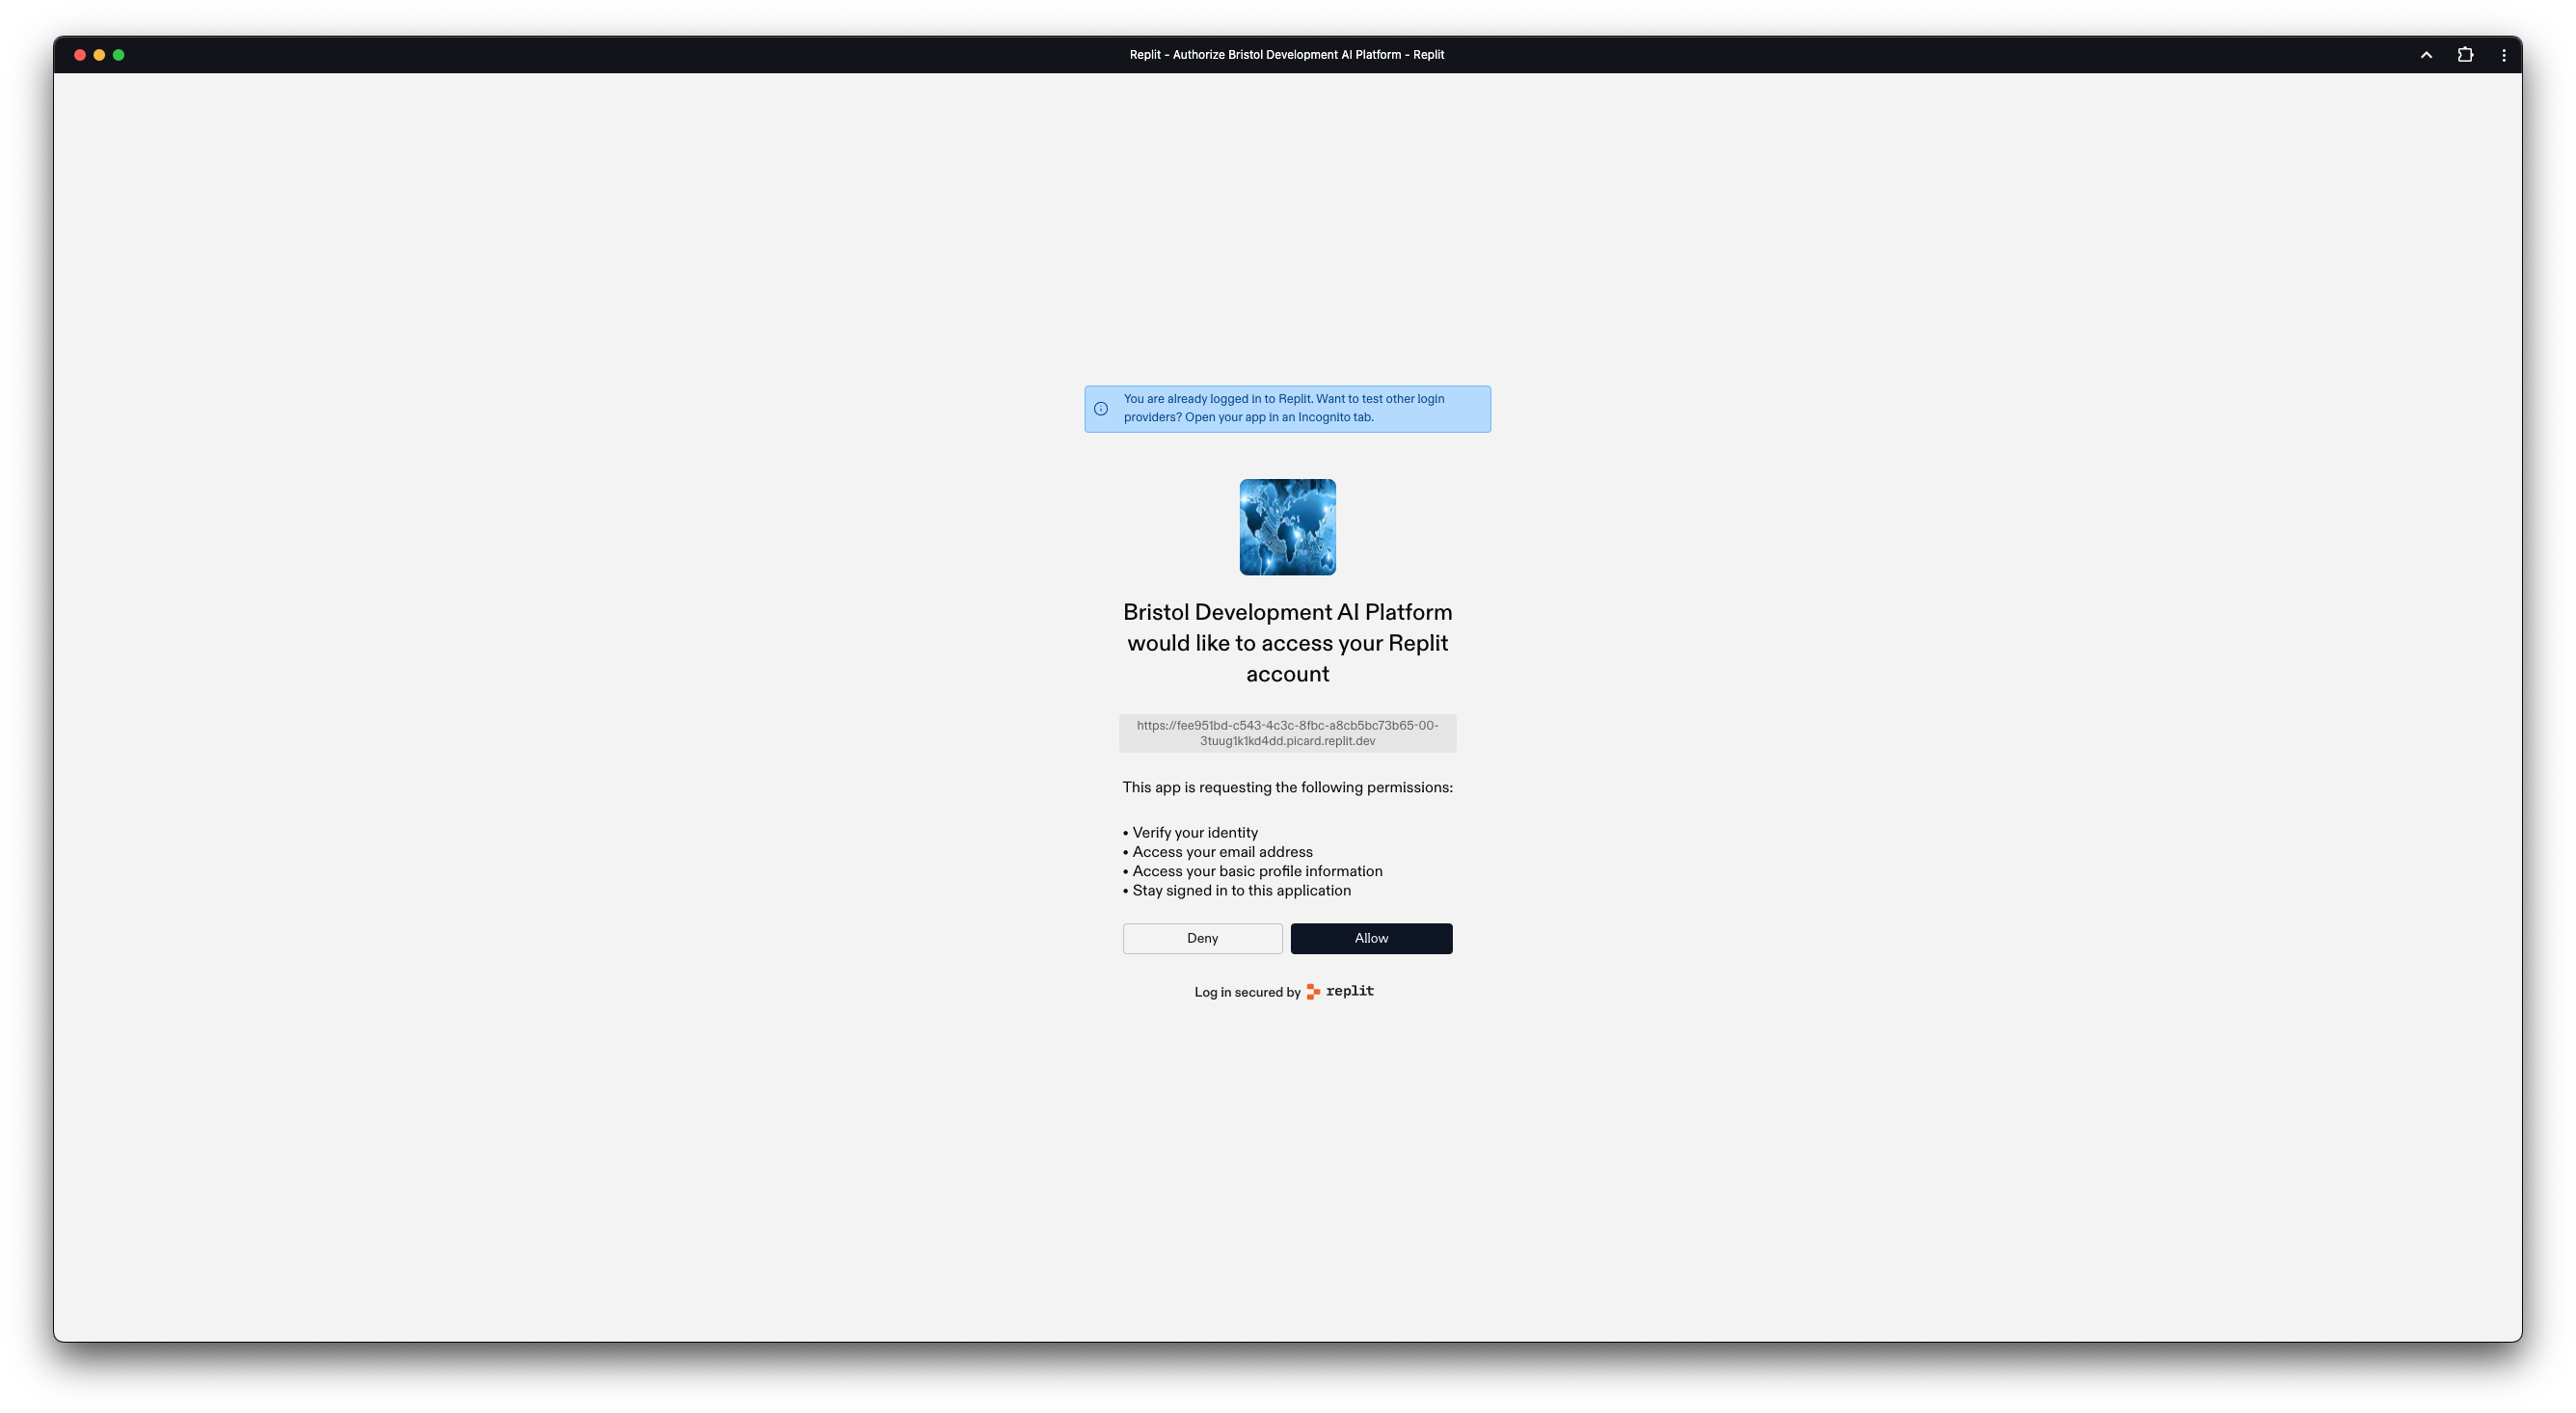 Replit - Authorize Bristol Development AI Platform - Replit
You are already logged in to Replit. Want to test other login
providers? Open your app in an Incognito tab.
Bristol Development AI Platform
would like to access your Replit
account
https://fee951bd-c543-4c3c-8fbc-a8cb5bc73b65-00-
3tuug1k1kd4dd.picard.replit.dev
This app is requesting the following permissions:
• Verify your identity
• Access your email address
• Access your basic profile information
• Stay signed in to this application
Deny Allow
Log in secured by replit